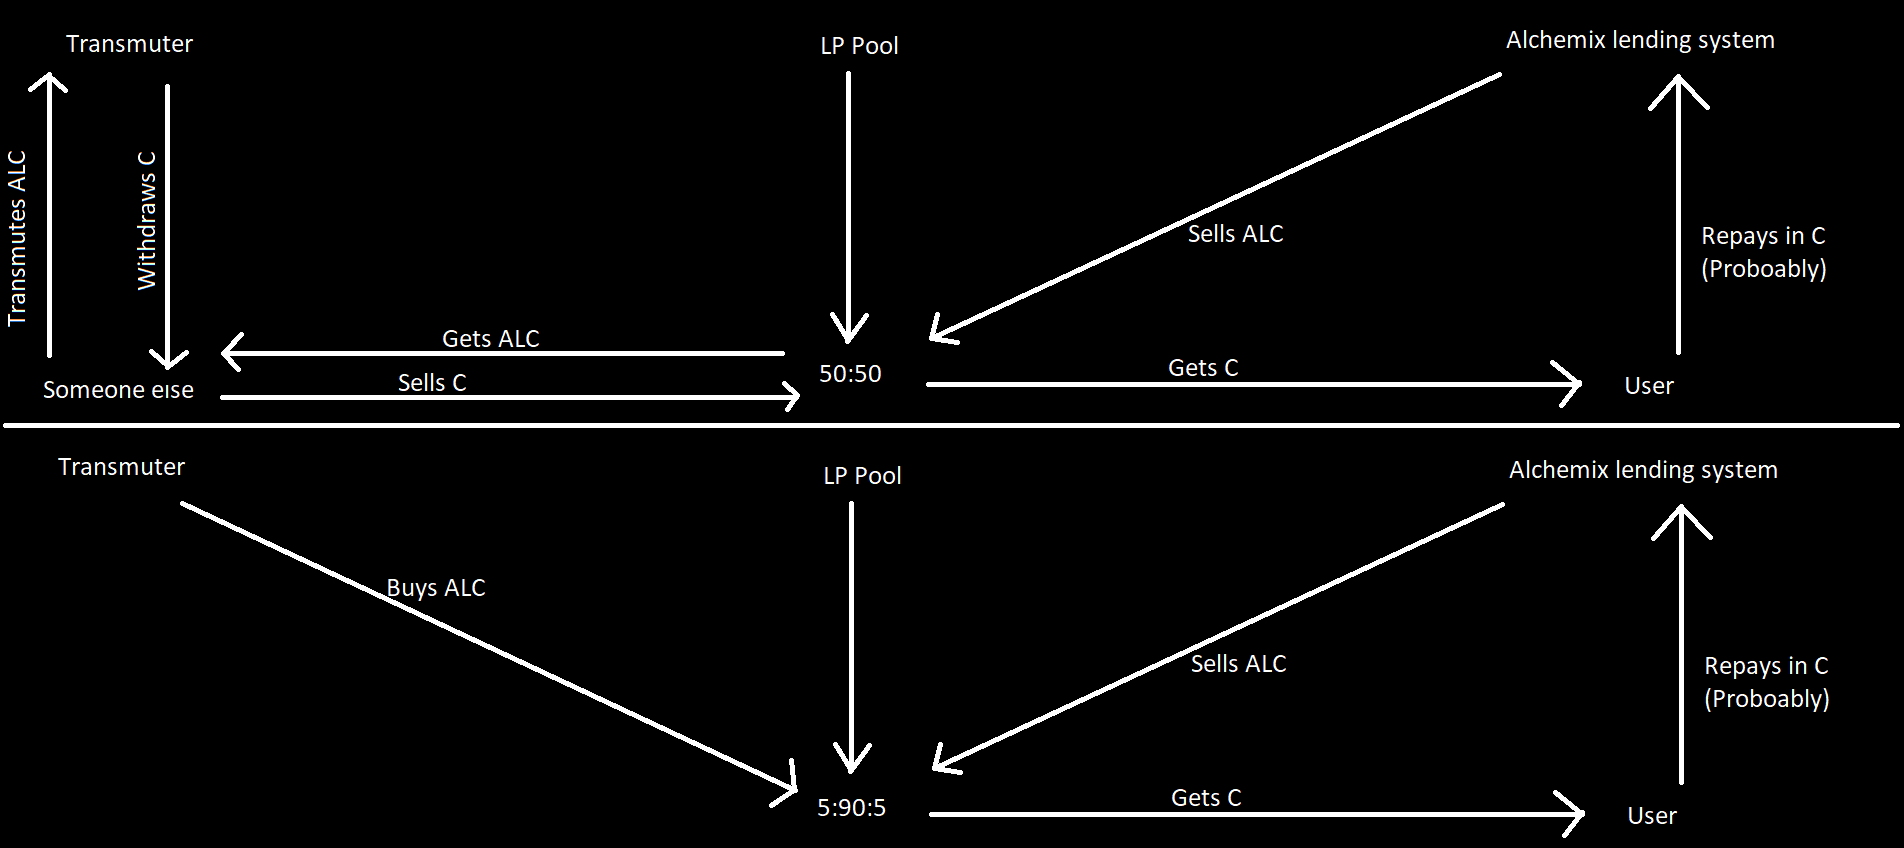 Transmuter
LP Pool
Alchemix lending system
Transmutes ALC
Withdraws C
Sells ALC
Repays in C
(Proboably)
Gets ALC
Sells C
50:50
Gets C
Someone else
User
Transmuter
LP Pool
Alchemix lending system
Buys ALC
Sells ALC
Repays in C
(Proboably)
5:90:5
Gets C
User